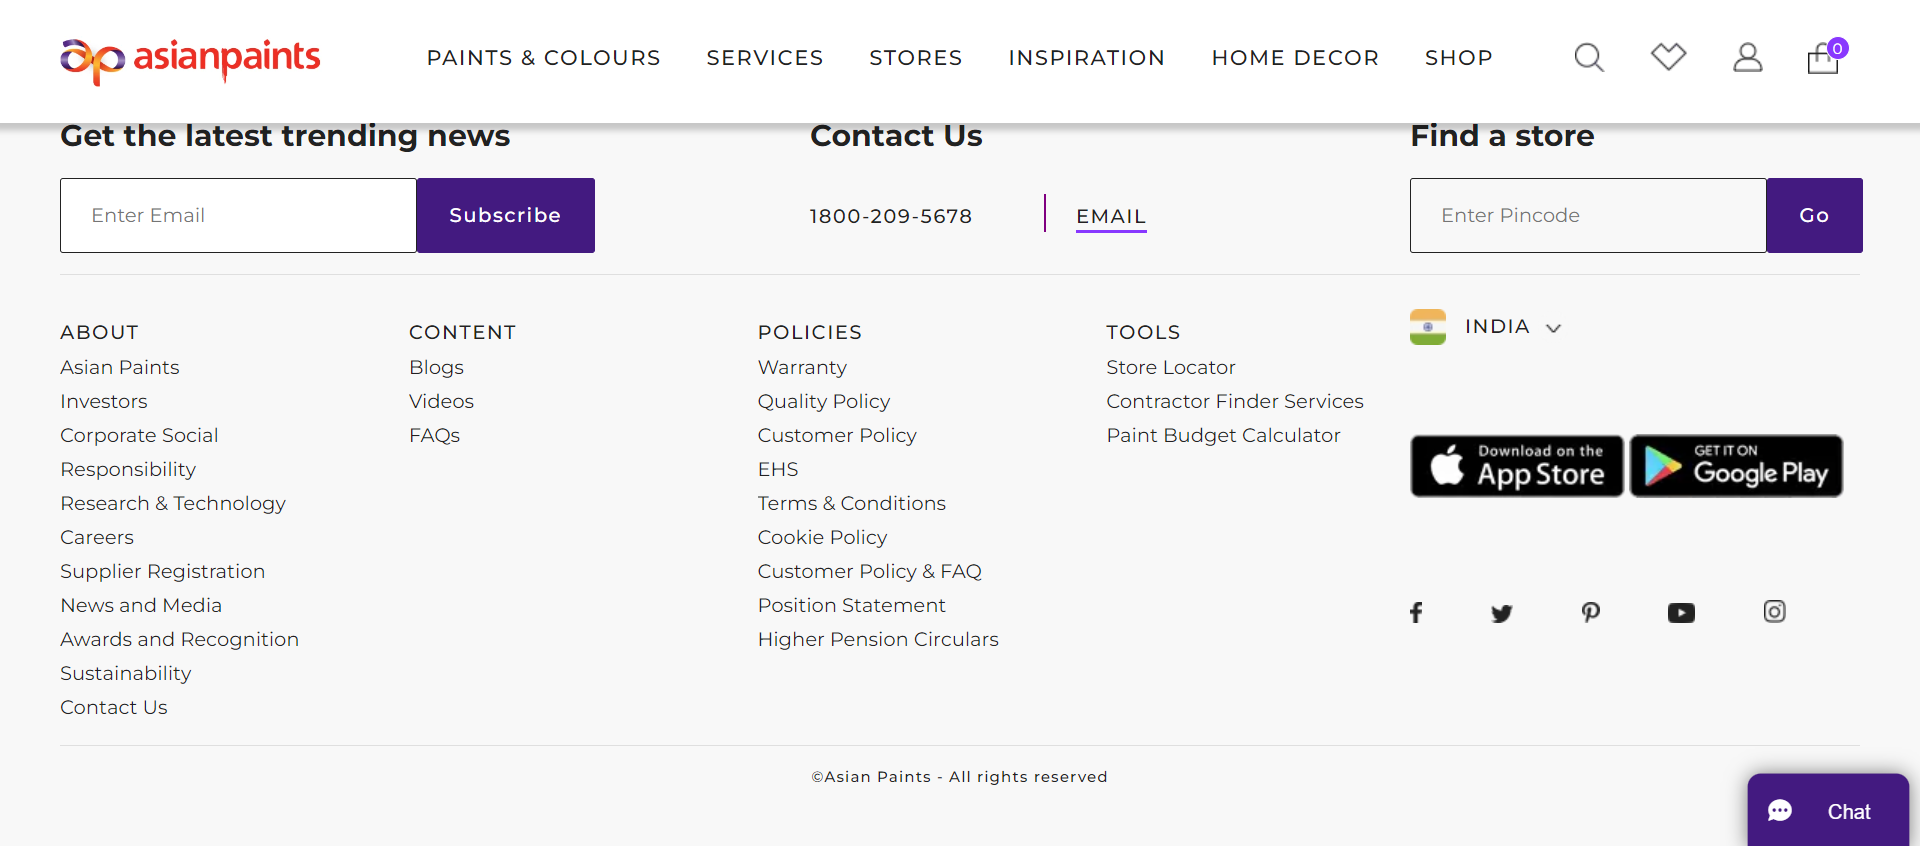 asianpaints
PAINTS & COLOURS
SERVICES
STORES
INSPIRATION
HOME DECOR
SHOP
0
Get the latest trending news
Enter Email
Subscribe
Contact Us
1800-209-5678
EMAIL
Find a store
Enter Pincode
Go
ABOUT
Asian Paints
Investors
Corporate Social
Responsibility
Research & Technology
Careers
Supplier Registration
News and Media
Awards and Recognition
Sustainability
Contact Us
CONTENT
Blogs
Videos
FAQs
POLICIES
Warranty
Quality Policy
Customer Policy
EHS
Terms & Conditions
Cookie Policy
Customer Policy & FAQ
Position Statement
Higher Pension Circulars
TOOLS
Store Locator
Contractor Finder Services
Paint Budget Calculator
INDIA
Download on the
App Store
GET IT ON
Google Play
©Asian Paints - All rights reserved
Chat